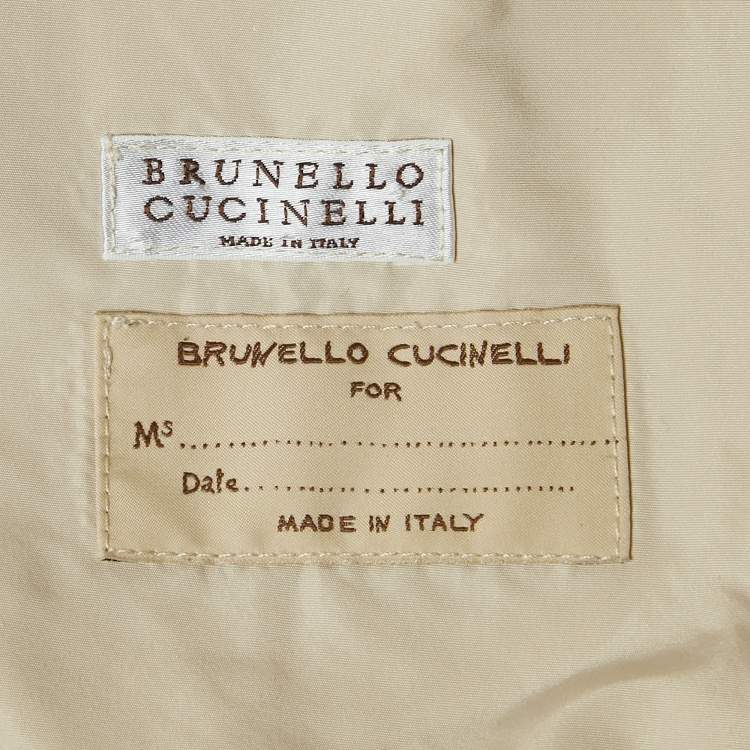 BRUNELLO
CUCINELLI
MADE IN ITALY
BRUNELLO CUCINELLI
FOR
Ms..............................................
Date....................................
MADE IN ITALY